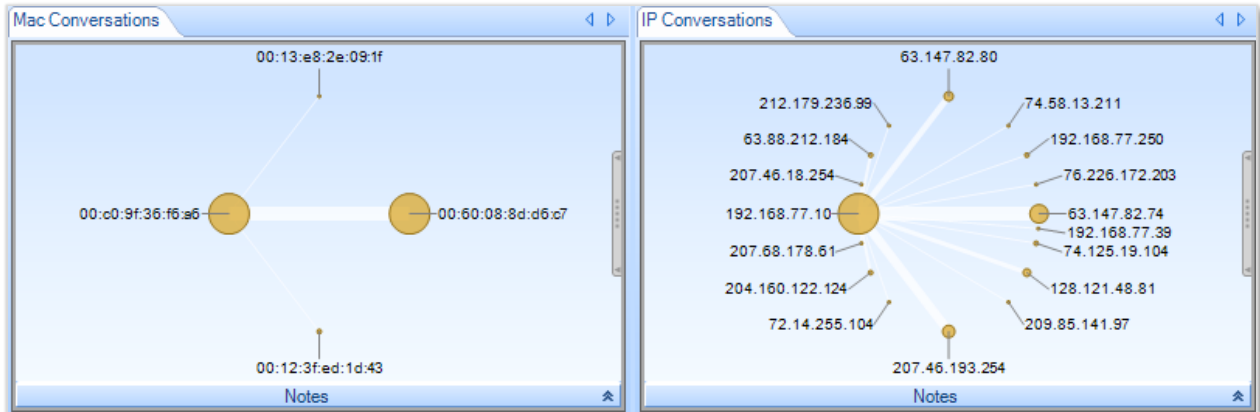 Mac Conversations
00:13:e8:2e:09:1f
00:c0:9f:36:f6:a6
00:60:08:8d:d6:c7
00:12:3f:ed:1d:43
Notes
IP Conversations
63.147.82.80
212.179.236.99
74.58.13.211
63.88.212.184
192.168.77.250
207.46.18.254
76.226.172.203
192.168.77.10
63.147.82.74
192.168.77.39
207.68.178.61
74.125.19.104
204.160.122.124
128.121.48.81
72.14.255.104
209.85.141.97
207.46.193.254
Notes